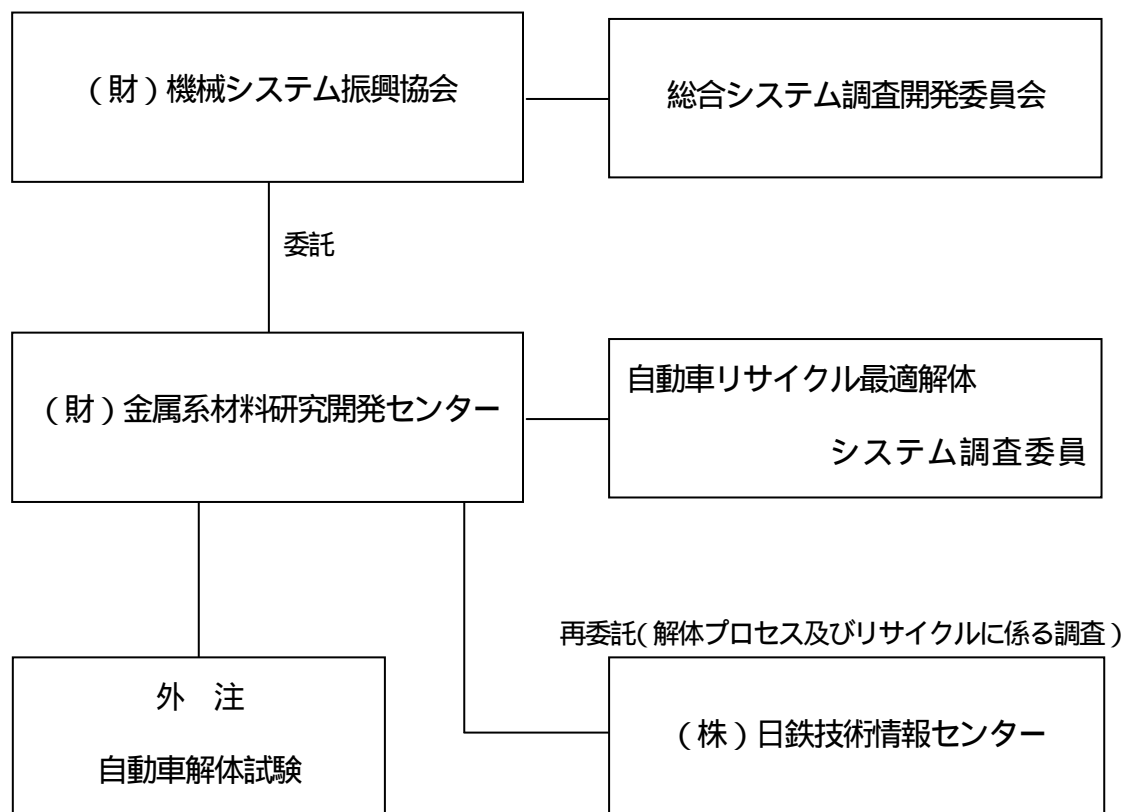 （財）機械システム振興協会
総合システム調査開発委員会
委託
（財）金属系材料研究開発センター
自動車リサイクル最適解体
システム調査委員
再委託（解体プロセス及びリサイクルに係る調査）
外　注
自動車解体試験
（株）日鉄技術情報センター